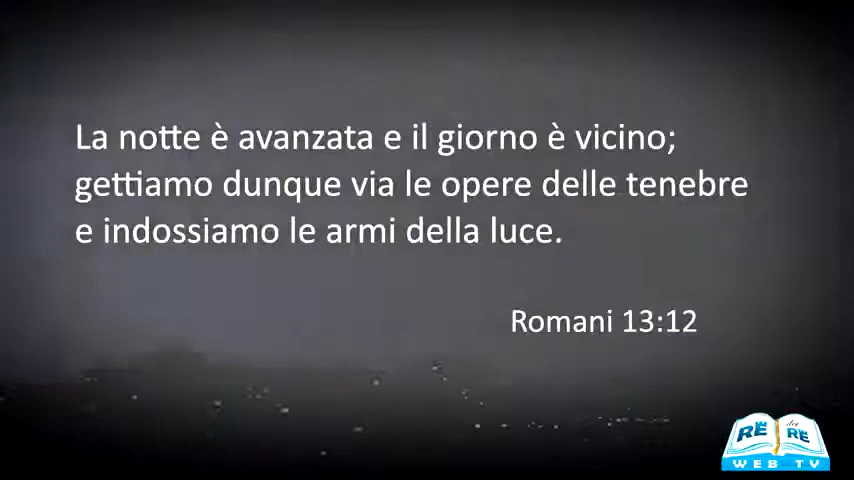 La notte è avanzata e il giorno è vicino;
gettiamo dunque via le opere delle tenebre
e indossiamo le armi della luce.
Romani 13:12
RE dei RE
WEB TV